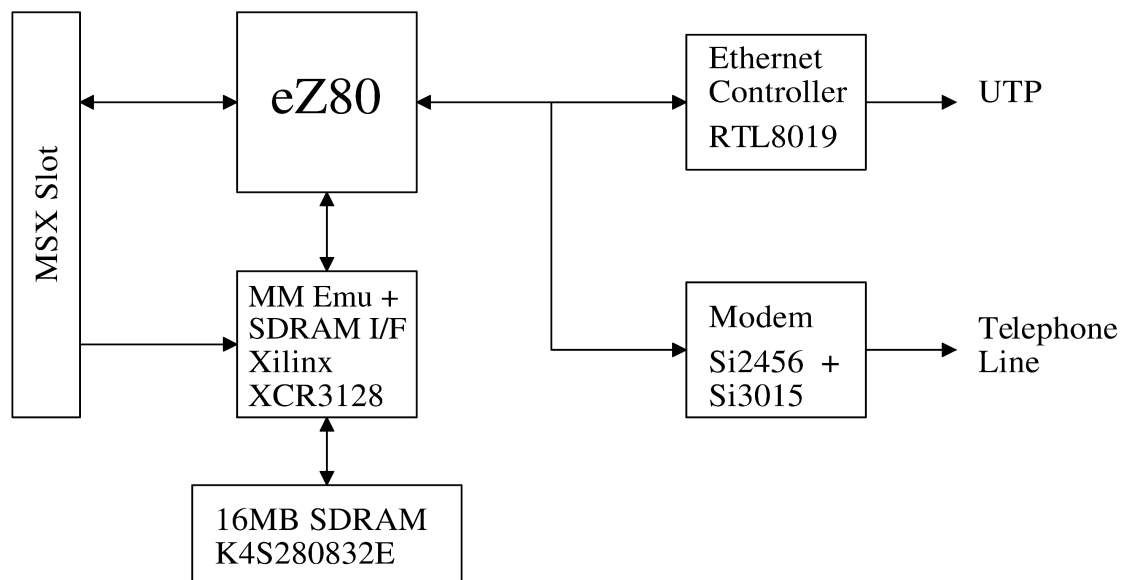 MSX Slot
eZ80
Ethernet
Controller
RTL8019
UTP
MM Emu +
SDRAM I/F
Xilinx
XCR3128
Modem
Si2456 +
Si3015
Telephone
Line
16MB SDRAM
K4S280832E